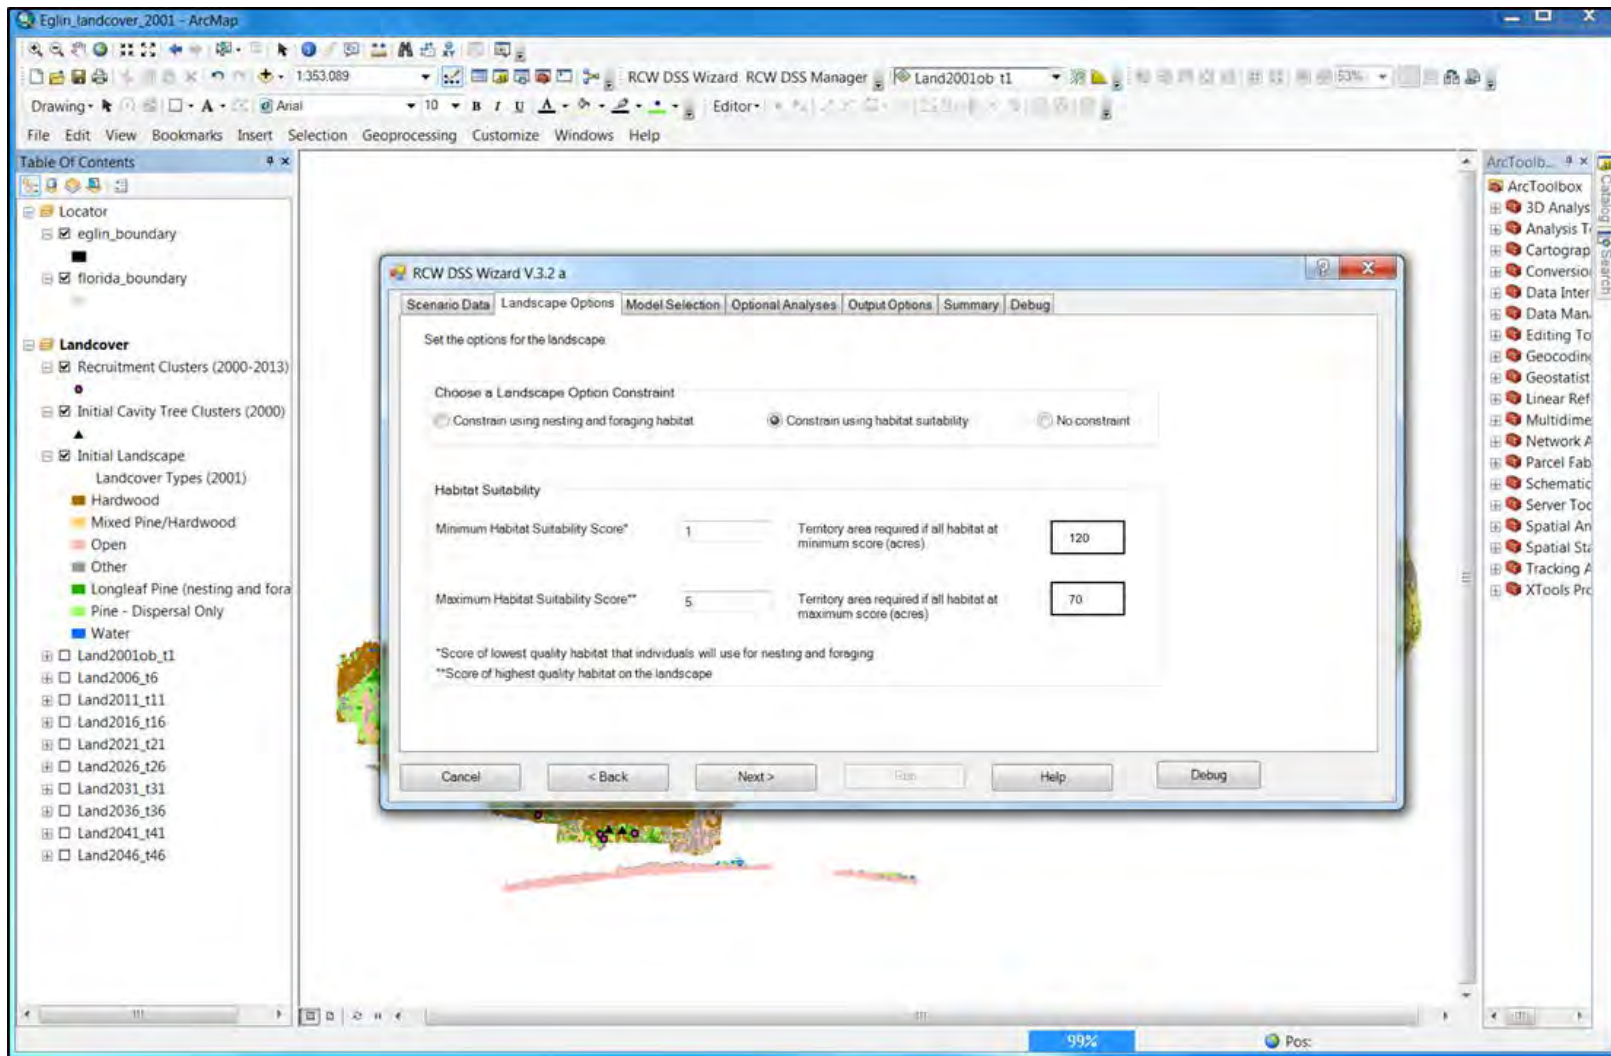 Eglin_landcover_2001 - ArcMap
1:353,089
RCW DSS Wizard RCW DSS Manager
Land2001ob t1
53%
Drawing
A
Arial
10
B I U A
Editor
File Edit View Bookmarks Insert Selection Geoprocessing Customize Windows Help
Table Of Contents
Locator
eglin_boundary
florida_boundary
Landcover
Recruitment Clusters (2000-2013)
Initial Cavity Tree Clusters (2000)
Initial Landscape
Landcover Types (2001)
Hardwood
Mixed Pine/Hardwood
Open
Other
Longleaf Pine (nesting and fora
Pine - Dispersal Only
Water
Land2001ob_t1
Land2006_t6
Land2011_t11
Land2016_t16
Land2021_t21
Land2026_t26
Land2031_t31
Land2036_t36
Land2041_t41
Land2046_t46
RCW DSS Wizard V.3.2 a
Scenario Data Landscape Options Model Selection Optional Analyses Output Options Summary Debug
Set the options for the landscape
Choose a Landscape Option Constraint
Constrain using nesting and foraging habitat Constrain using habitat suitability No constraint
Habitat Suitability
Minimum Habitat Suitability Score* 1
Territory area required if all habitat at
minimum score (acres)
120
Maximum Habitat Suitability Score** 5
Territory area required if all habitat at
maximum score (acres)
70
*Score of lowest quality habitat that individuals will use for nesting and foraging
**Score of highest quality habitat on the landscape
Cancel < Back Next > Run Help Debug
ArcToolb...
ArcToolbox
3D Analys
Analysis T
Cartograp
Conversio
Data Inter
Data Man
Editing To
Geocoding
Geostatist
Linear Ref
Multidime
Network A
Parcel Fab
Schematic
Server Too
Spatial An
Spatial Sta
Tracking A
XTools Pro
Catalog
Search
99%
Pos: